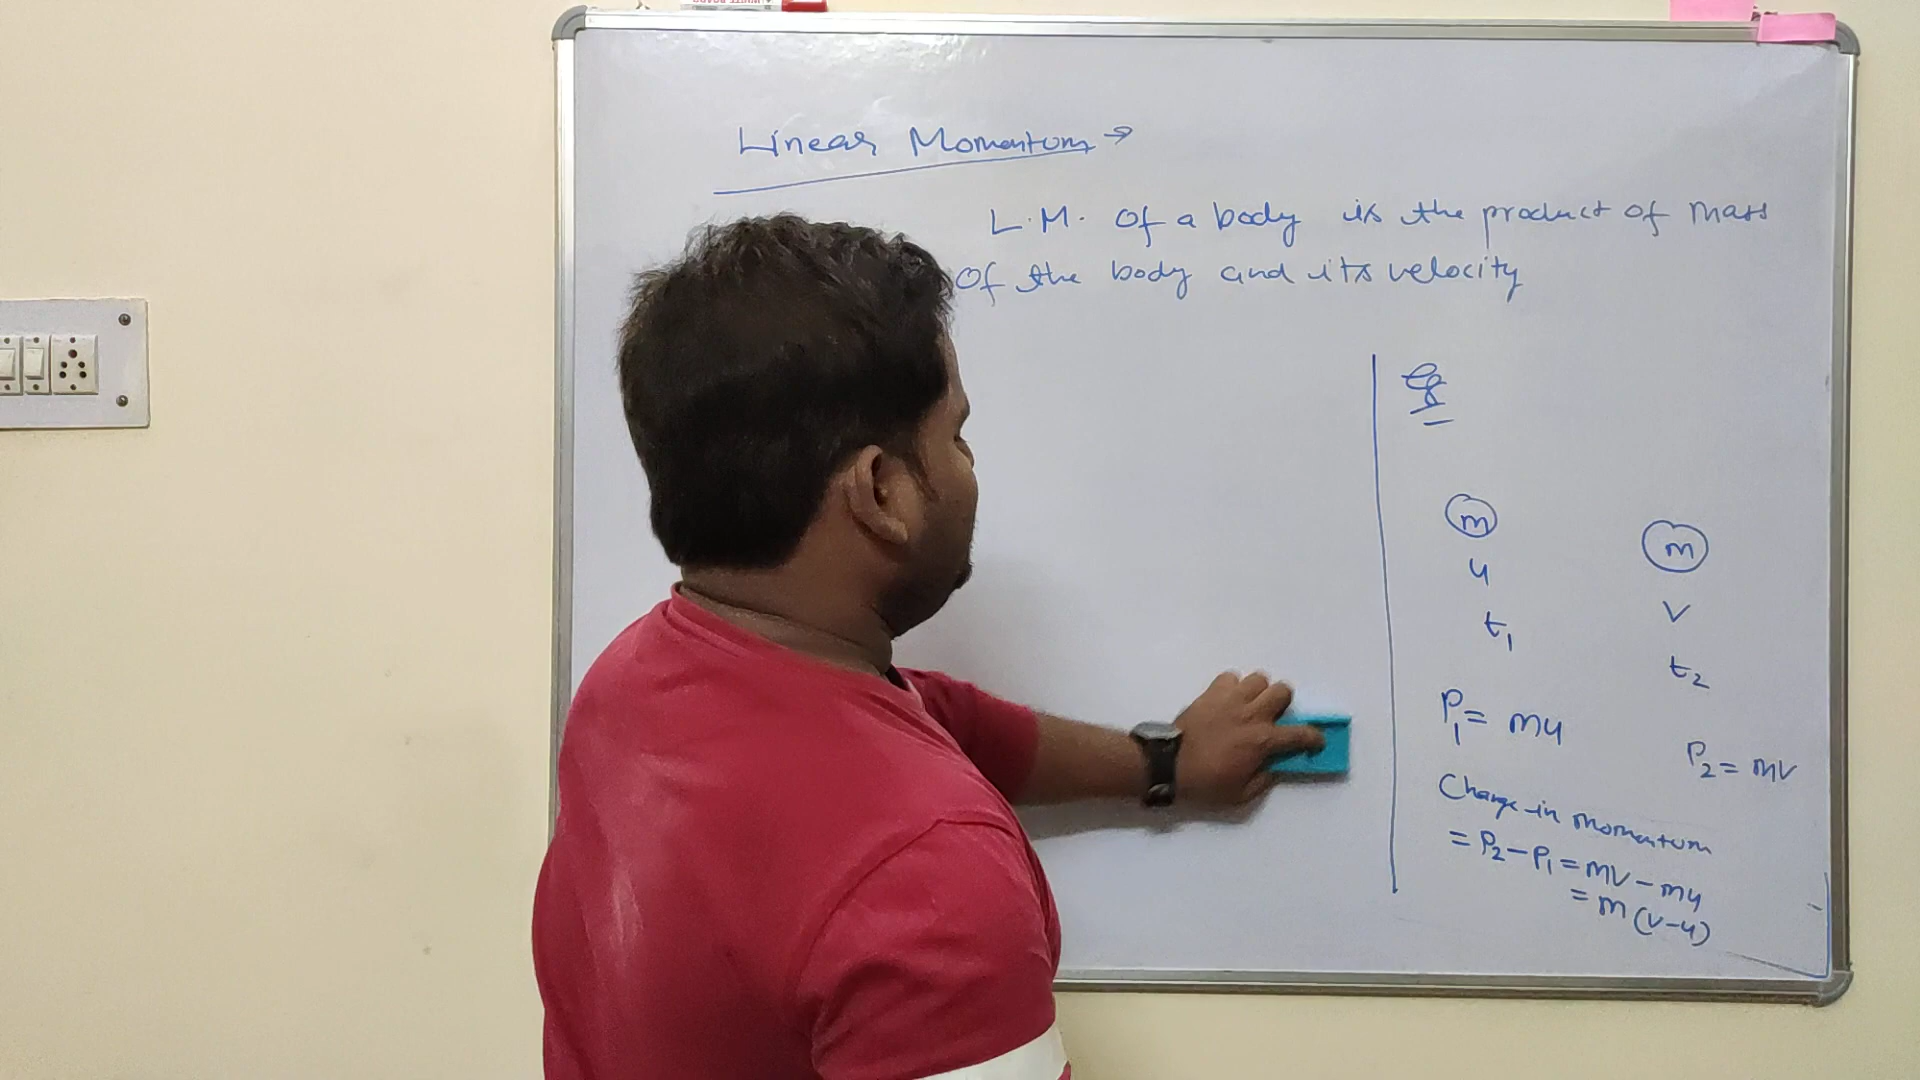 Linear Momentum →
L.M. of a body is the product of mass
of the body and its velocity
Eg
m m
u v
t₁ t₂
P₁ = mu P₂ = mv
Change in momentum
= P₂ - P₁ = mv - mu
= m (v-u)